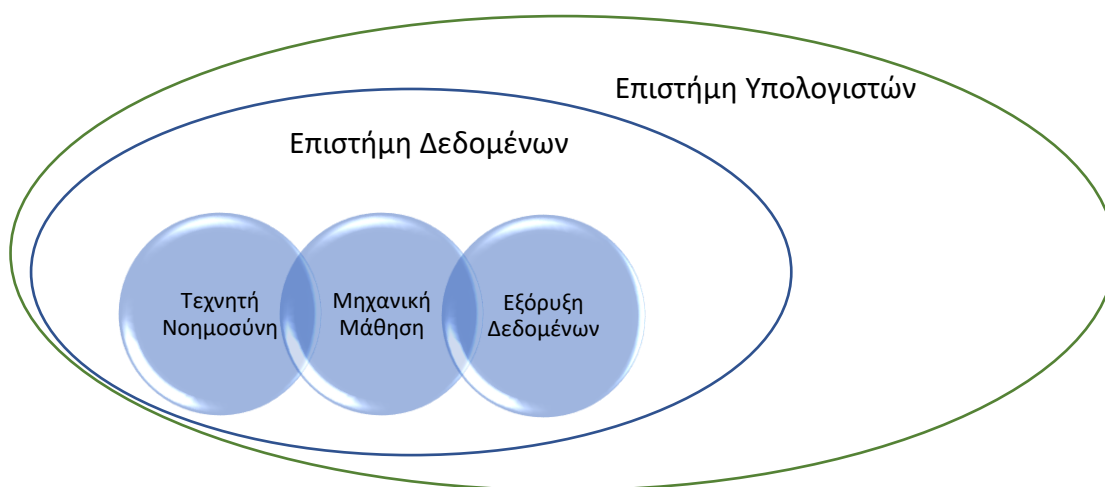 Επιστήμη Υπολογιστών
Επιστήμη Δεδομένων
Τεχνητή
Νοημοσύνη
Μηχανική
Μάθηση
Εξόρυξη
Δεδομένων